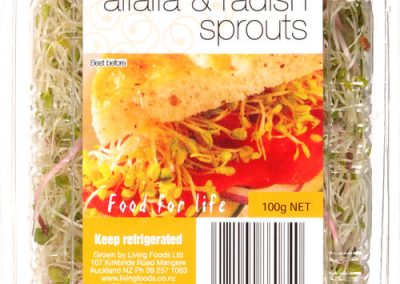 alfalfa & radish
sprouts
Best before
Food for life
100g NET
Keep refrigerated
Grown by Living Foods Ltd
107 Kirkbride Road Mangere
Auckland NZ Ph 09 257 1083
www.livingfoods.co.nz